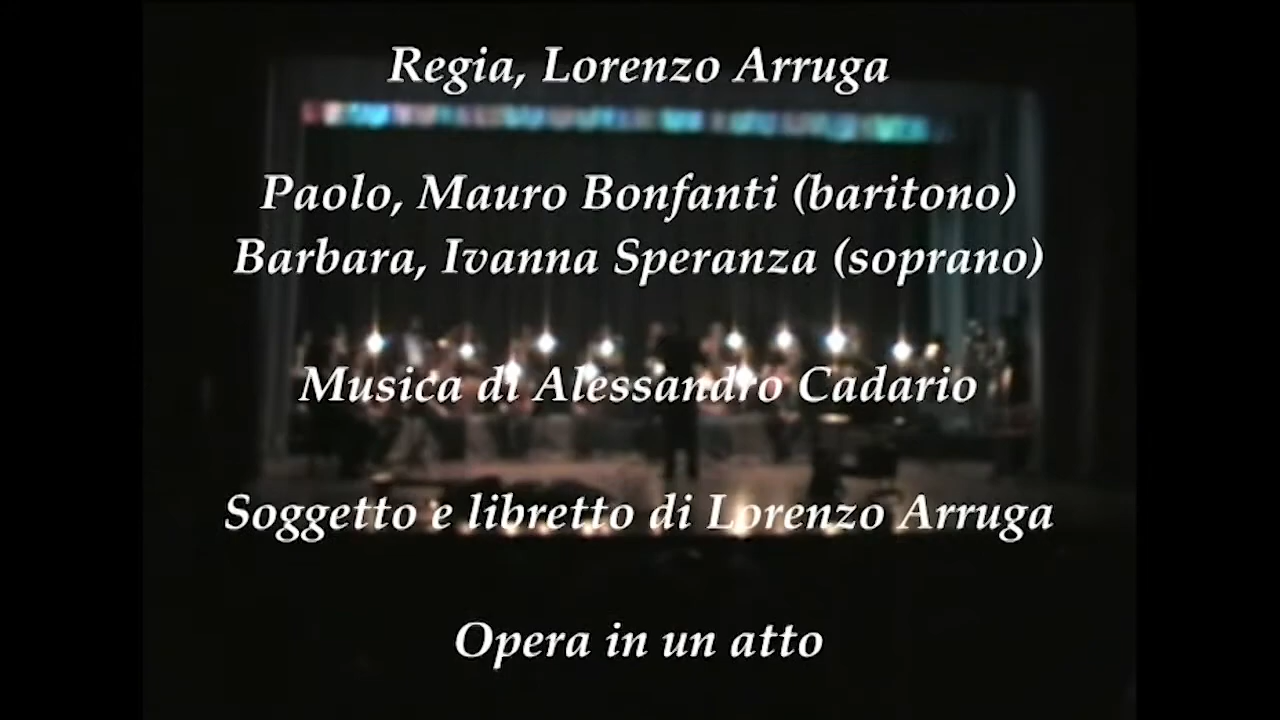 Regia, Lorenzo Arruga
Paolo, Mauro Bonfanti (baritono)
Barbara, Ivanna Speranza (soprano)
Musica di Alessandro Cadario
Soggetto e libretto di Lorenzo Arruga
Opera in un atto